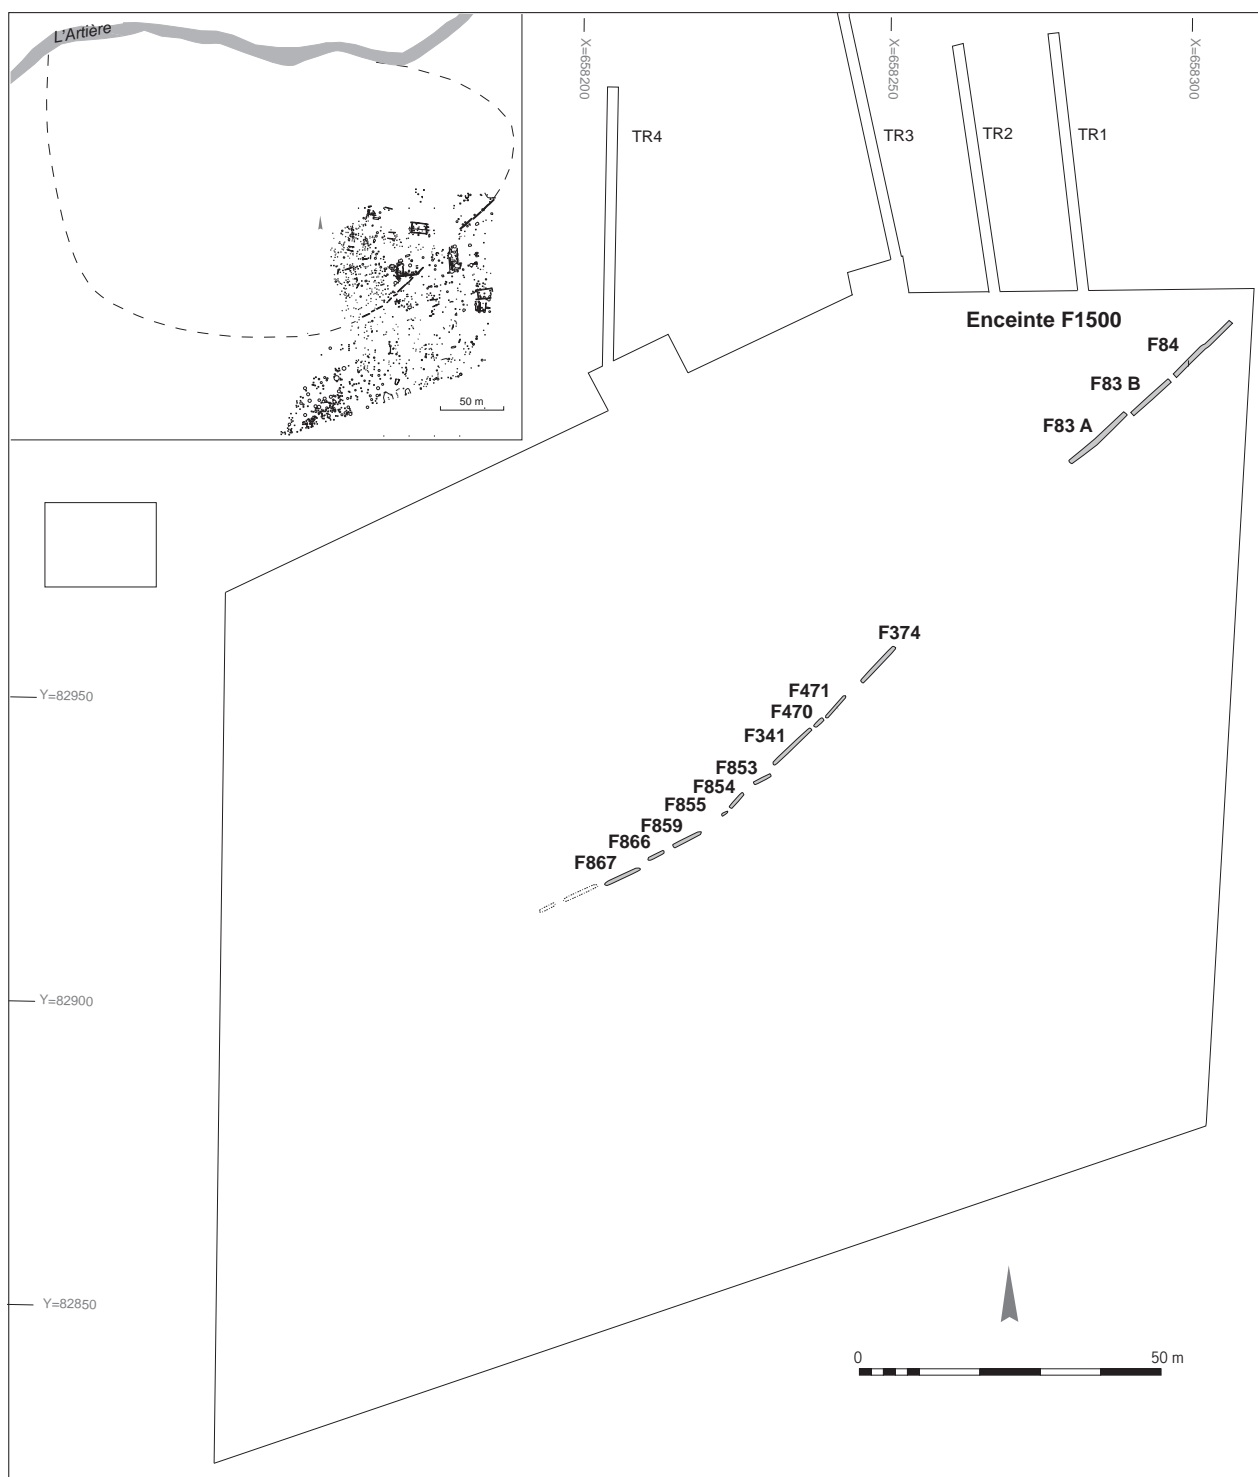 L'Artière
X=658200
X=658250
X=658300
TR4
TR3
TR2
TR1
Enceinte F1500
F84
F83 B
F83 A
50 m
F374
Y=82950
F471
F470
F341
F853
F854
F855
F859
F866
F867
Y=82900
Y=82850
0 50 m